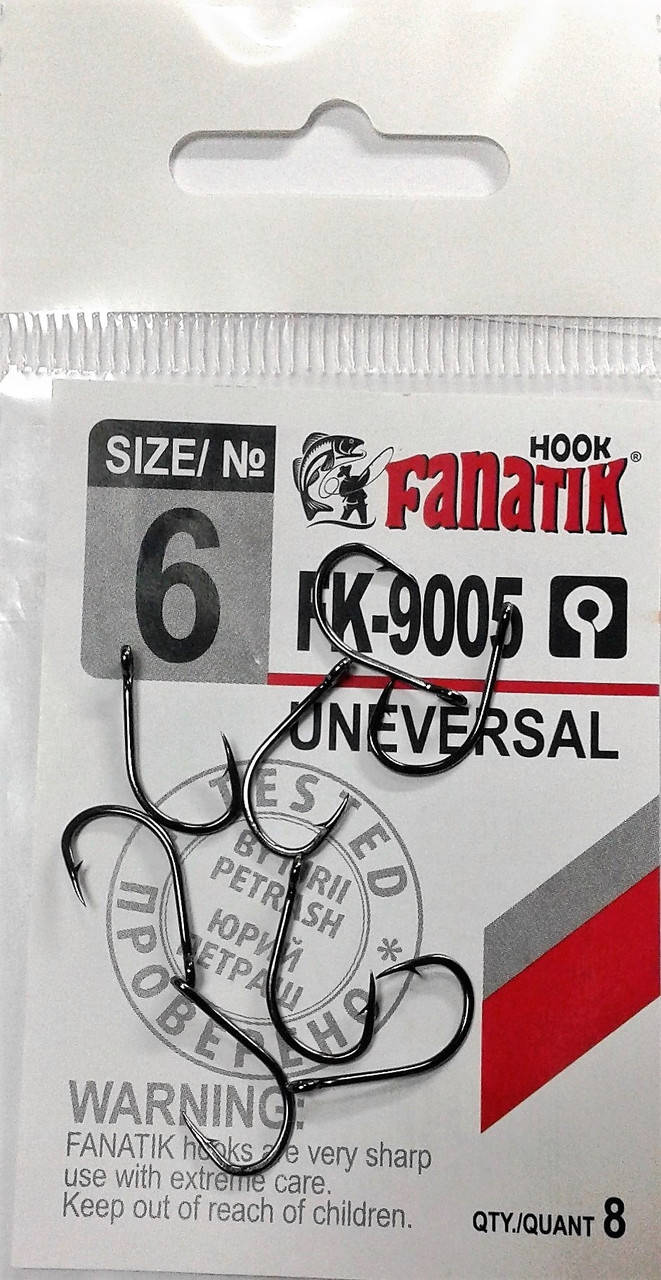 SIZE/ №
6
HOOK
FANATIK®
FK-9005
UNEVERSAL
TESTED
BY YURII
PETRASH
ЮРИЙ
ПЕТРАШ
ПРОВЕРЕНО *
WARNING:
FANATIK hooks are very sharp
use with extreme care.
Keep out of reach of children.
QTY./QUANT 8